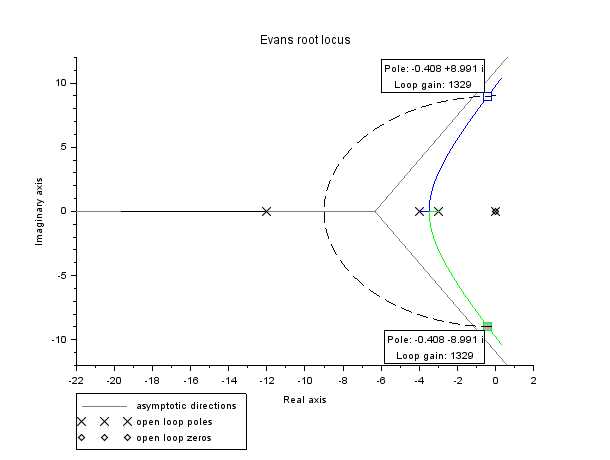 Evans root locus
Pole: -0.408 +8.991 i
Loop gain: 1329
10
5
0
-5
-10
Imaginary axis
Pole: -0.408 -8.991 i
Loop gain: 1329
-22 -20 -18 -16 -14 -12 -10 -8 -6 -4 -2 0 2
Real axis
asymptotic directions
open loop poles
open loop zeros